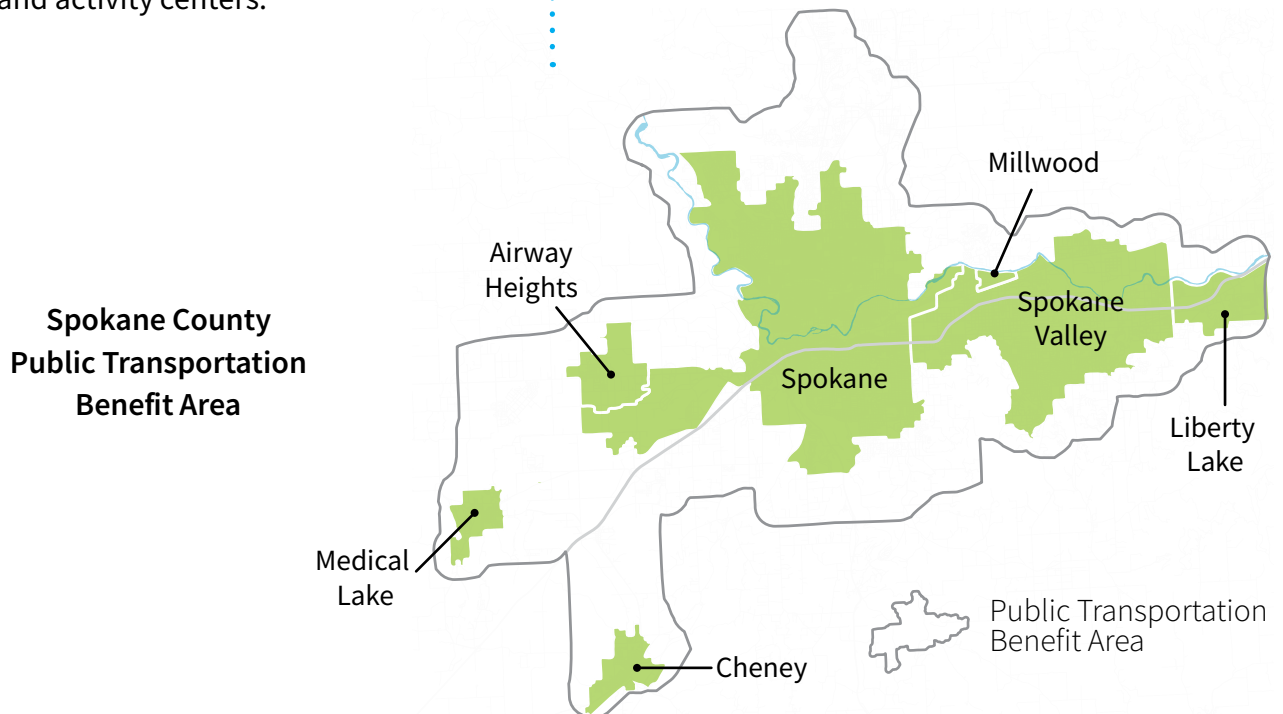 and activity centers.
Millwood
Airway
Heights
Spokane County
Public Transportation
Benefit Area
Spokane
Valley
Spokane
Liberty
Lake
Medical
Lake
Public Transportation
Benefit Area
Cheney